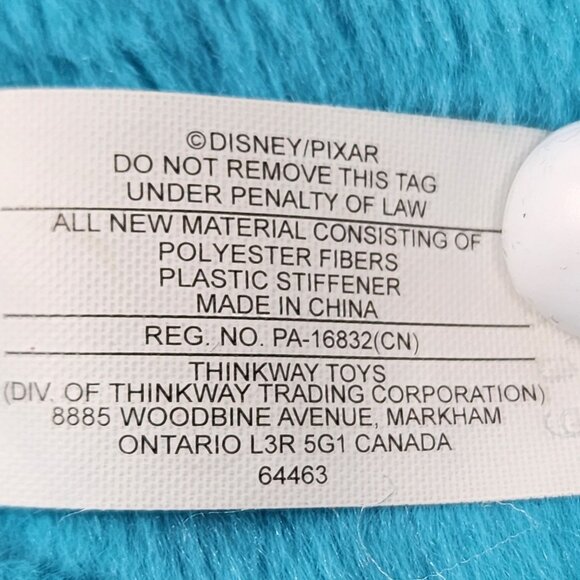 ©DISNEY/PIXAR
DO NOT REMOVE THIS TAG
UNDER PENALTY OF LAW
ALL NEW MATERIAL CONSISTING OF
POLYESTER FIBERS
PLASTIC STIFFENER
MADE IN CHINA
REG. NO. PA-16832(CN)
THINKWAY TOYS
(DIV. OF THINKWAY TRADING CORPORATION)
8885 WOODBINE AVENUE, MARKHAM
ONTARIO L3R 5G1 CANADA
64463